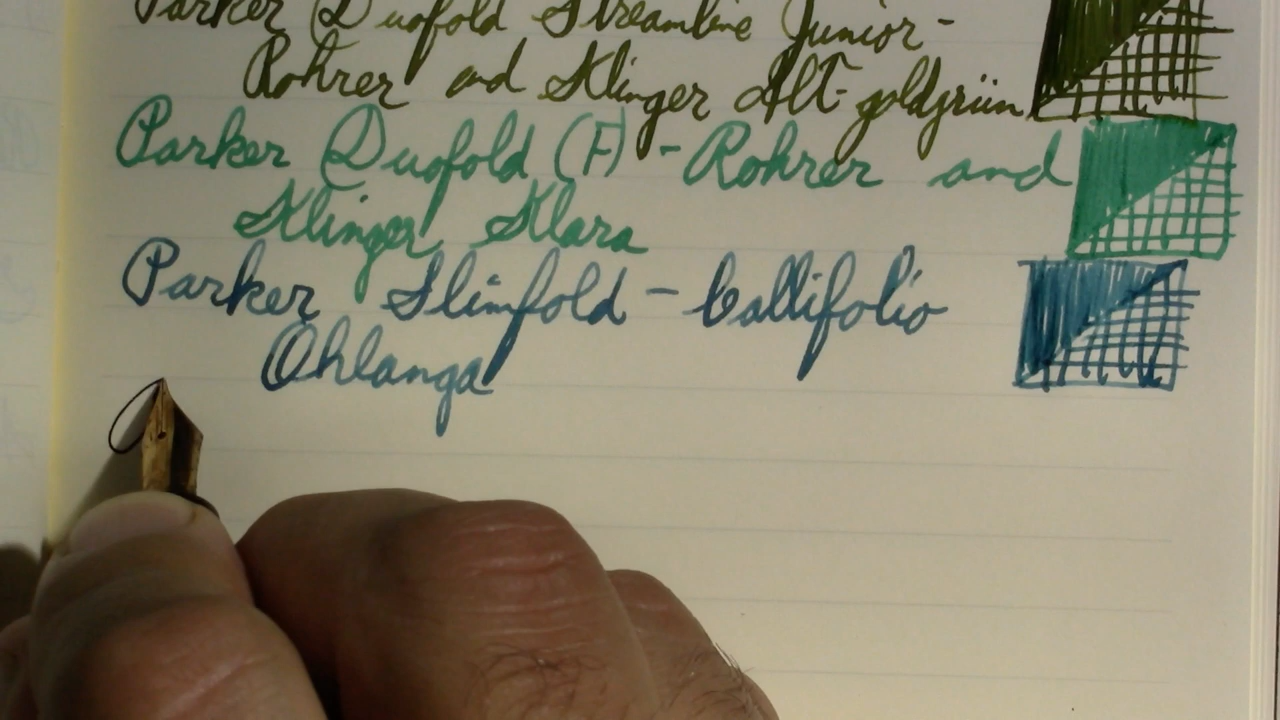 Parker Duofold Streamline Junior -
Rohrer and Klinger Alt-goldgrün
Parker Duofold (F) - Rohrer and
Klinger Klara
Parker Slimfold - Callifolio
Ohlanga